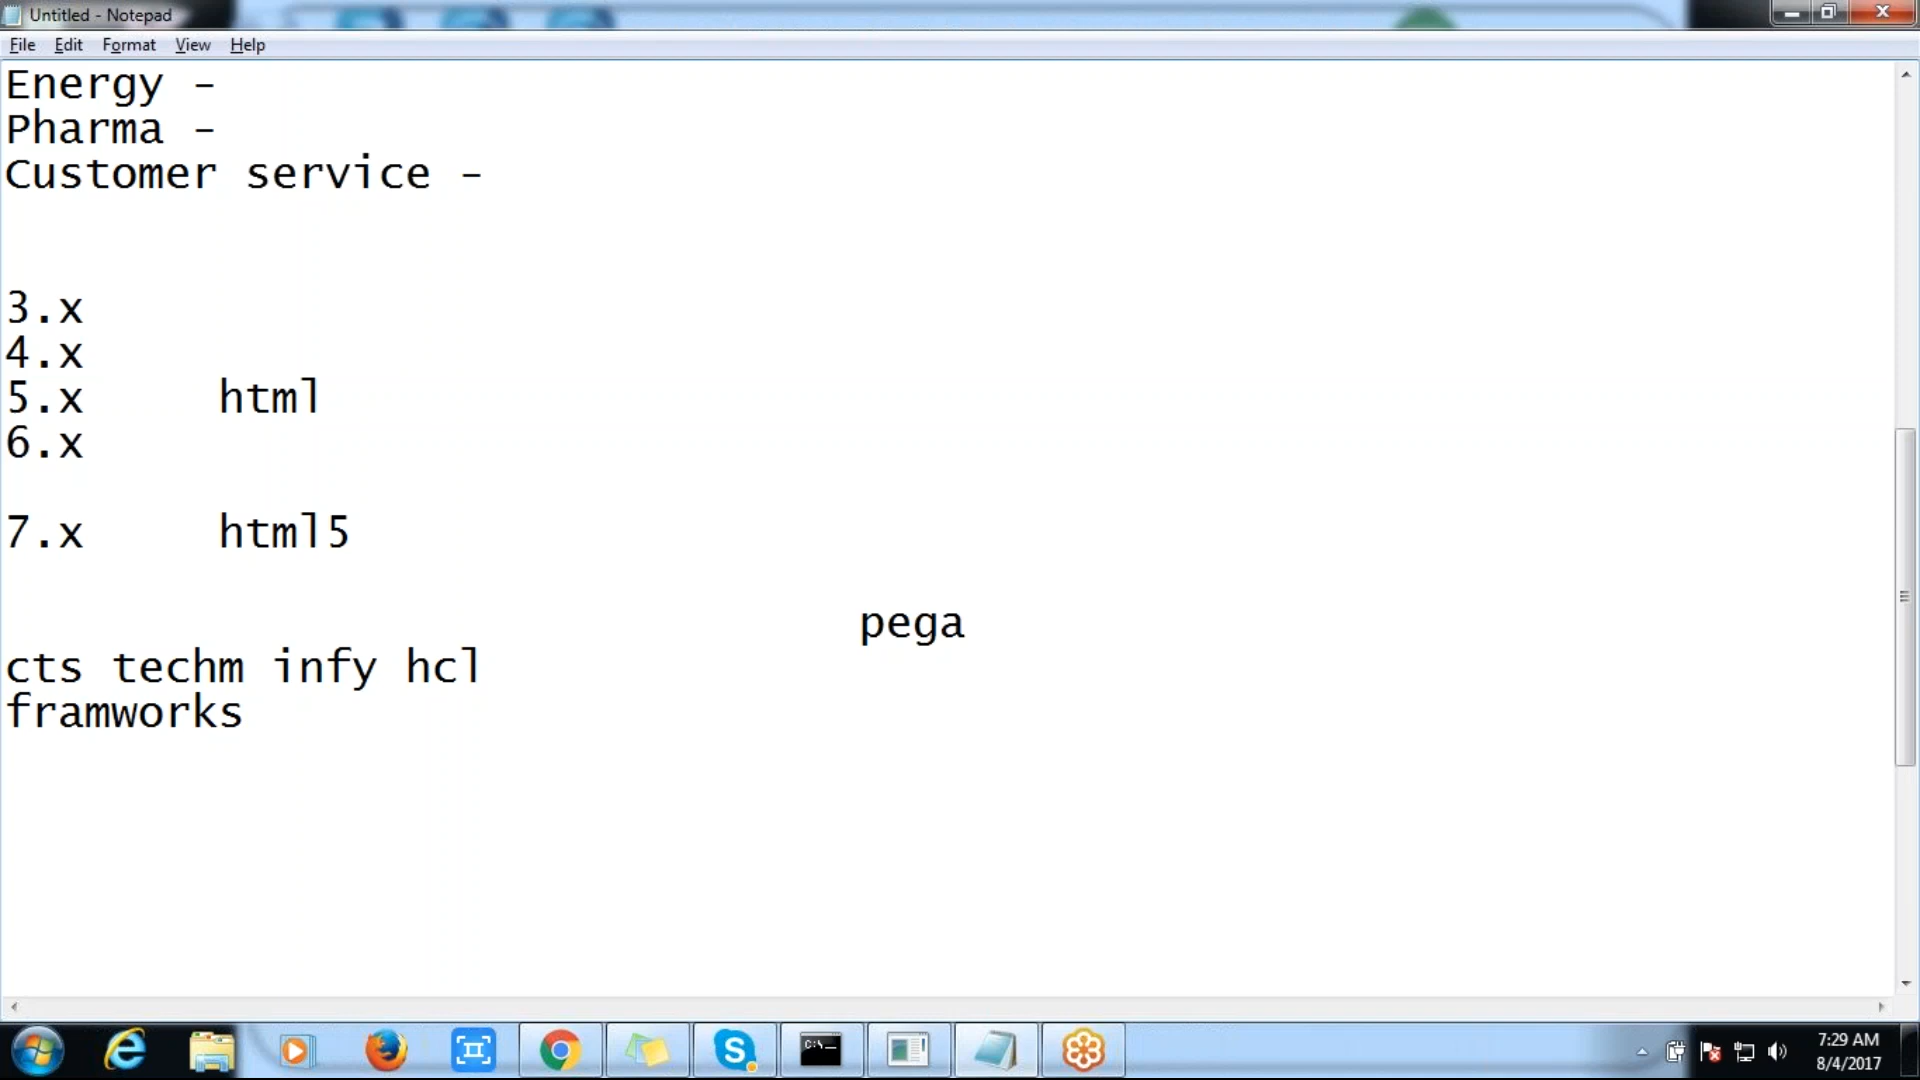 Untitled - Notepad
File Edit Format View Help
Energy -
Pharma -
Customer service -
3.x
4.x
5.x html
6.x
7.x html5
pega
cts techm infy hcl
framworks
7:29 AM
8/4/2017